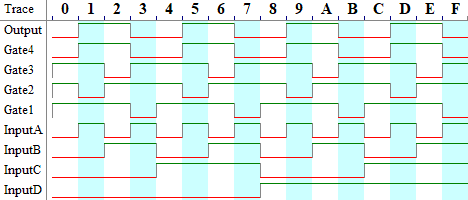 Trace 0 1 2 3 4 5 6 7 8 9 A B C D E F
Output
Gate4
Gate3
Gate2
Gate1
InputA
InputB
InputC
InputD